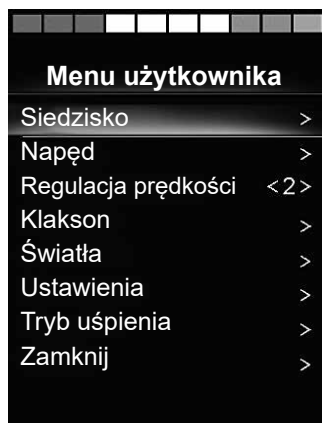 Menu użytkownika
Siedzisko >
Napęd >
Regulacja prędkości <2>
Klakson >
Światła >
Ustawienia >
Tryb uśpienia >
Zamknij >